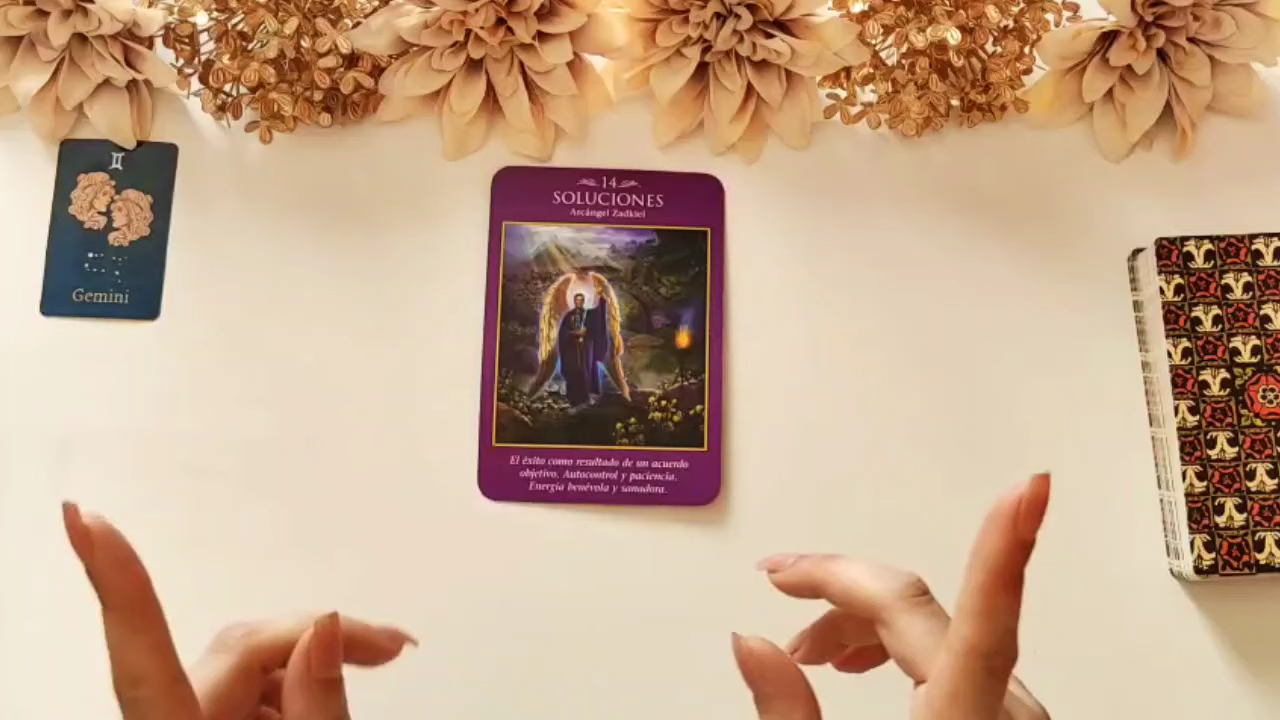 Gemini
14
SOLUCIONES
Arcángel Zadkiel
El éxito como resultado de un acuerdo
objetivo. Autocontrol y paciencia.
Energía benévola y sanadora.